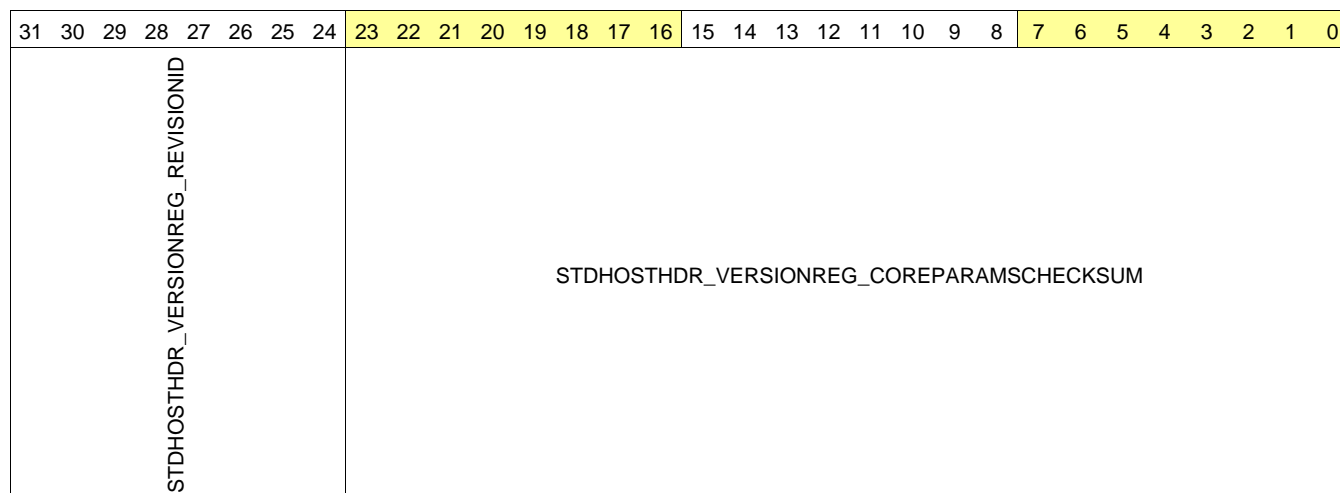 31 30 29 28 27 26 25 24 23 22 21 20 19 18 17 16 15 14 13 12 11 10 9 8 7 6 5 4 3 2 1 0
STDHOSTHDR_VERSIONREG_REVISIONID
STDHOSTHDR_VERSIONREG_COREPARAMSCHECKSUM